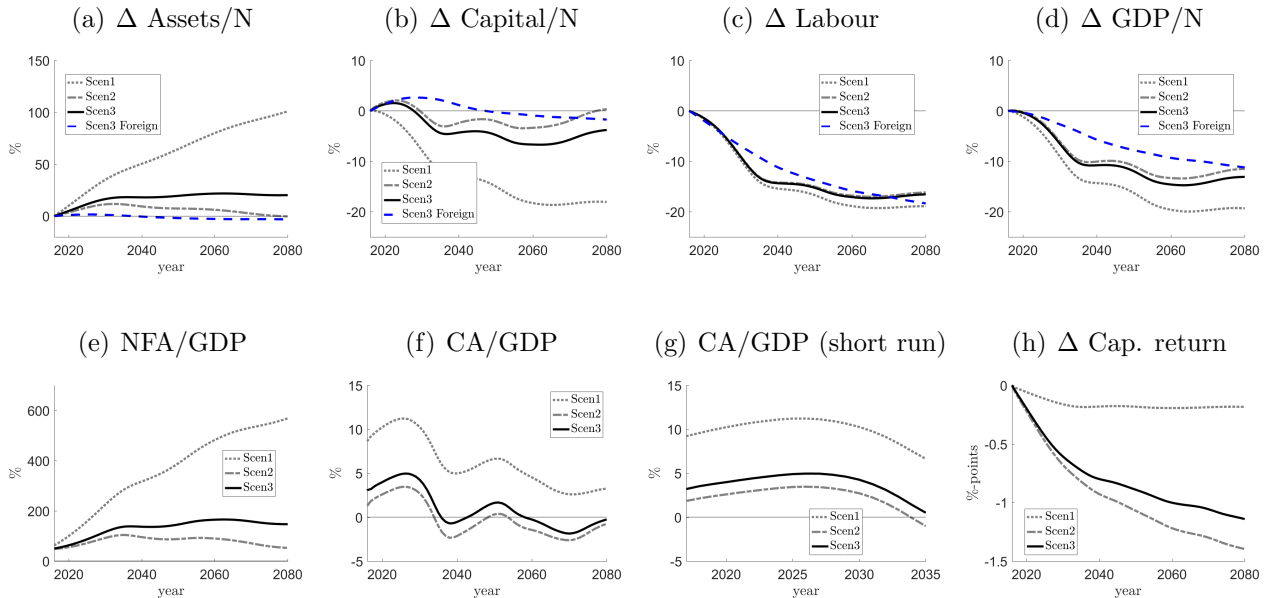 (a) Δ Assets/N
150
100
50
0
%
Scen1
Scen2
Scen3
Scen3 Foreign
2020 2040 2060 2080
year
(b) Δ Capital/N
10
0
-10
-20
%
Scen1
Scen2
Scen3
Scen3 Foreign
2020 2040 2060 2080
year
(c) Δ Labour
10
0
-10
-20
%
Scen1
Scen2
Scen3
Scen3 Foreign
2020 2040 2060 2080
year
(d) Δ GDP/N
10
0
-10
-20
%
Scen1
Scen2
Scen3
Scen3 Foreign
2020 2040 2060 2080
year
(e) NFA/GDP
600
400
200
0
%
Scen1
Scen2
Scen3
2020 2040 2060 2080
year
(f) CA/GDP
15
10
5
0
-5
%
Scen1
Scen2
Scen3
2020 2040 2060 2080
year
(g) CA/GDP (short run)
15
10
5
0
-5
%
Scen1
Scen2
Scen3
2020 2025 2030 2035
year
(h) Δ Cap. return
0
-0.5
-1
-1.5
%-points
Scen1
Scen2
Scen3
2020 2040 2060 2080
year